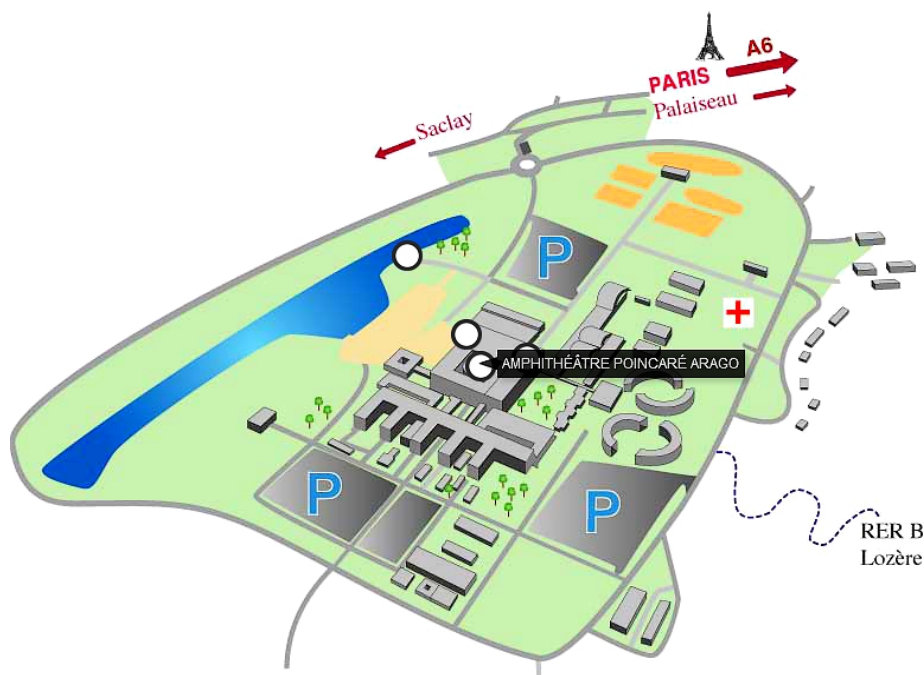 A6
PARIS
Palaiseau
Saclay
P
AMPHITHÉÂTRE POINCARÉ ARAGO
P
P
RER B
Lozère